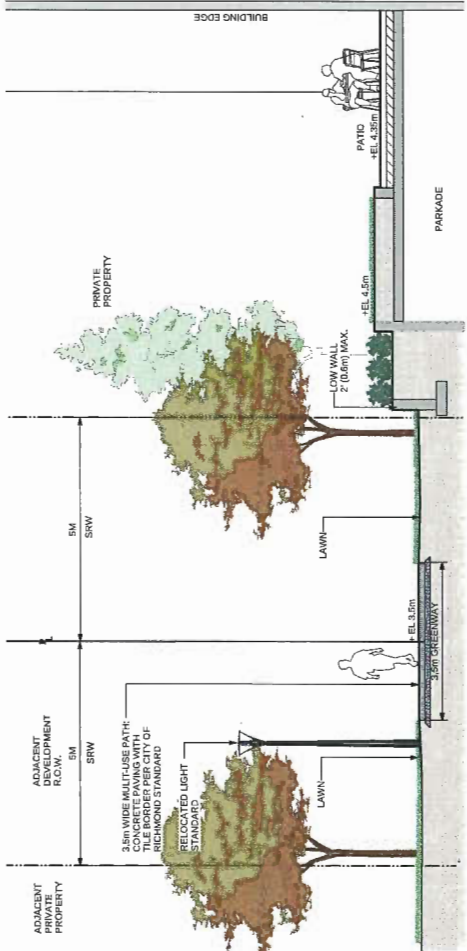 ADJACENT
PRIVATE
PROPERTY
ADJACENT
DEVELOPMENT
R.O.W.
5M
SRW
3.5m WIDE MULIT-USE PATH:
CONCRETE PAVING WITH
TILE BORDER PER CITY OF
RICHMOND STANDARD
RELOCATED LIGHT
STANDARD
LAWN
+ EL 3.5m
3.5m GREENWAY
5M
SRW
LAWN
PRIVATE
PROPERTY
LOW WALL
2" (0.6m) MAX.
+EL 4.5m
PATIO
+EL 4.35m
PARKADE
BUILDING EDGE